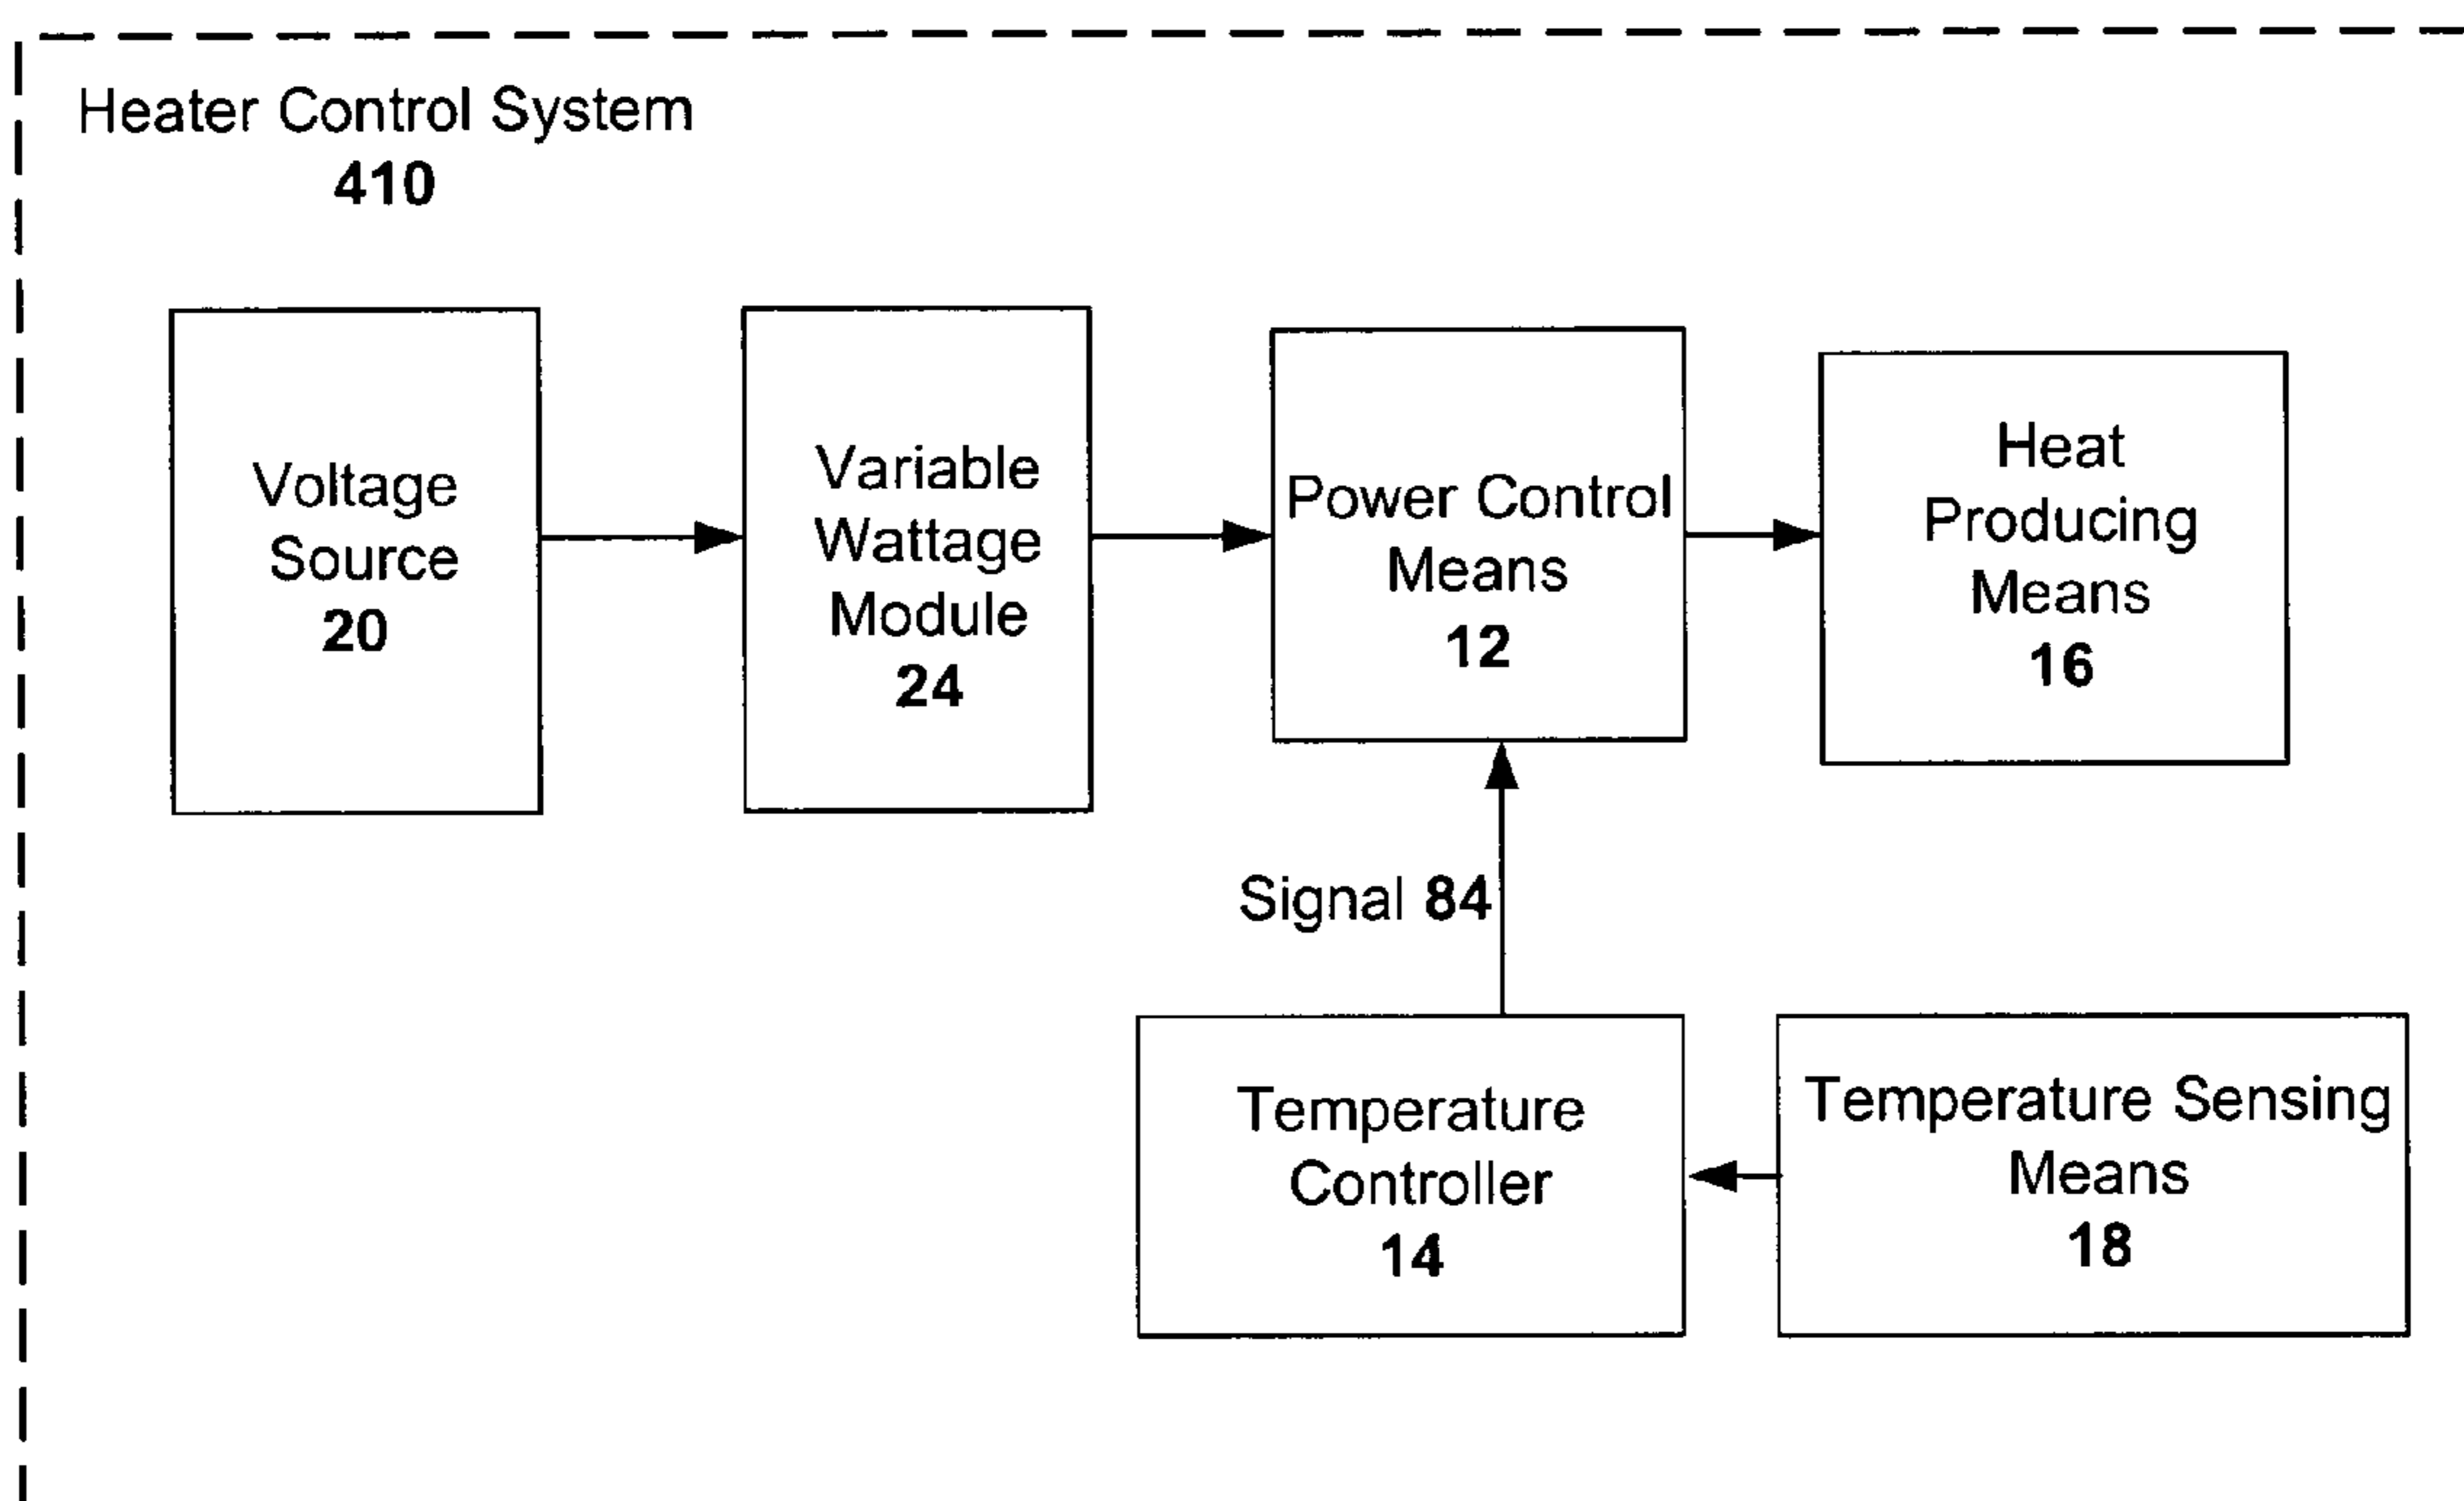 Heater Control System
410
Voltage
Source
20
Variable
Wattage
Module
24
Power Control
Means
12
Heat
Producing
Means
16
Signal 84
Temperature
Controller
14
Temperature Sensing
Means
18